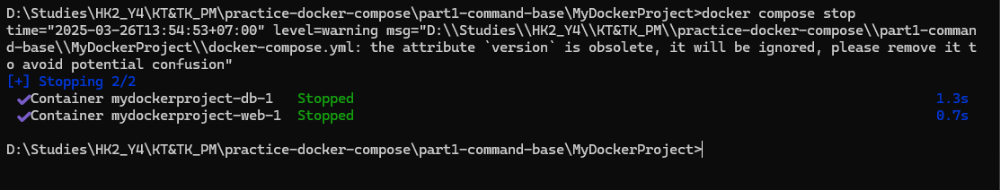 D:\Studies\HK2_Y4\KT&TK_PM\practice-docker-compose\part1-command-base\MyDockerProject>docker compose stop
time="2025-03-26T13:54:53+07:00" level=warning msg="D:\\Studies\\HK2_Y4\\KT&TK_PM\\practice-docker-compose\\part1-comman
d-base\\MyDockerProject\\docker-compose.yml: the attribute `version` is obsolete, it will be ignored, please remove it t
o avoid potential confusion"
[+] Stopping 2/2
✔Container mydockerproject-db-1   Stopped   1.3s
✔Container mydockerproject-web-1  Stopped   0.7s
D:\Studies\HK2_Y4\KT&TK_PM\practice-docker-compose\part1-command-base\MyDockerProject>